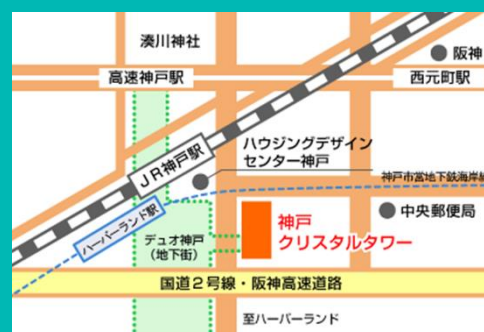 湊川神社
阪神
高速神戸駅
西元町駅
JR神戸駅
ハウジングデザイン
センター神戸
神戸市営地下鉄海岸線
ハーバーランド駅
中央郵便局
神戸
クリスタルタワー
デュオ神戸
（地下街）
国道2号線・阪神高速道路
至ハーバーランド